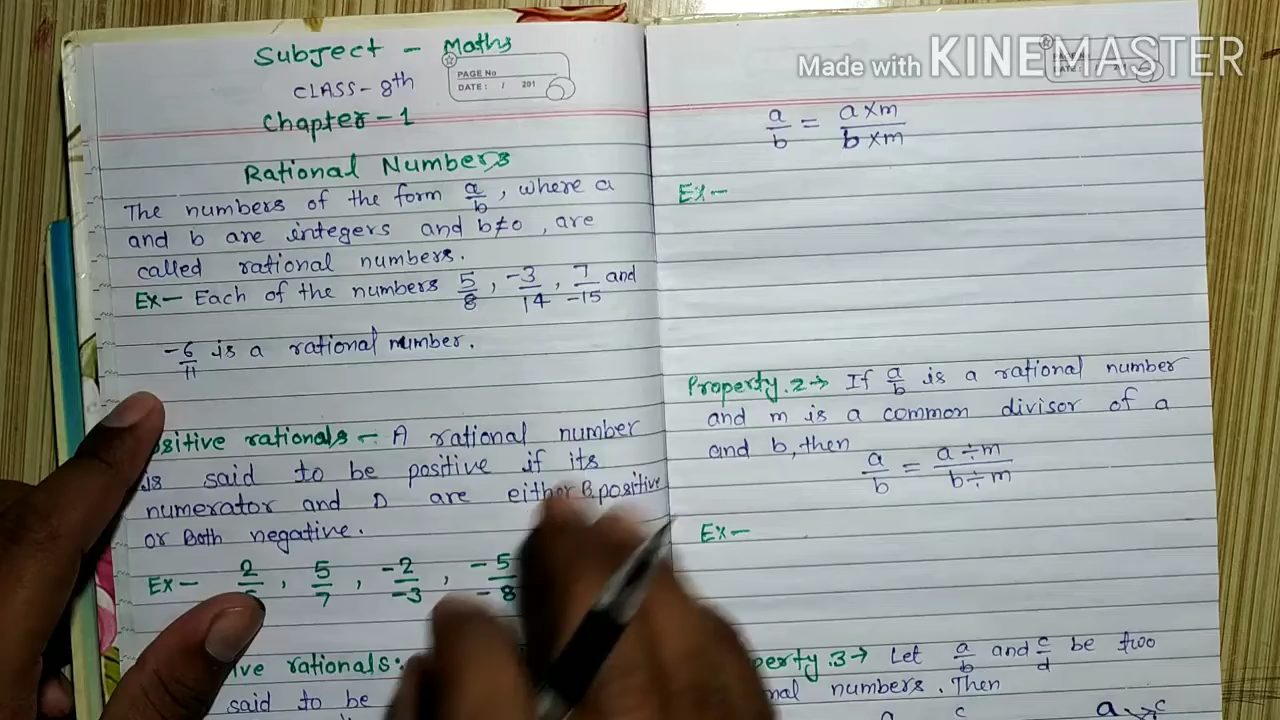 Subject - Maths
CLASS - 8th
PAGE No
DATE: / 201
Chapter - 1
Rational Numbers
The numbers of the form a/b, where a
and b are integers and b≠0, are
called rational numbers.
Ex- Each of the numbers 5/8, -3/14, 7/-15 and
-6/11 is a rational number.
ositive rationals - A rational number
is said to be positive if its
numerator and D are either B. positive
or Both negative.
Ex- 2/, 5/7, -2/-3, -5/-8
ive rationals:
said to be
Made with KINEMASTER
DATE:
a/b = a×m/b×m
Ex-
Property.2→ If a/b is a rational number
and m is a common divisor of a
and b, then
a/b = a÷m/b÷m
Ex-
perty.3→ Let a/b and c/d be two
nal numbers. Then
a c a × c